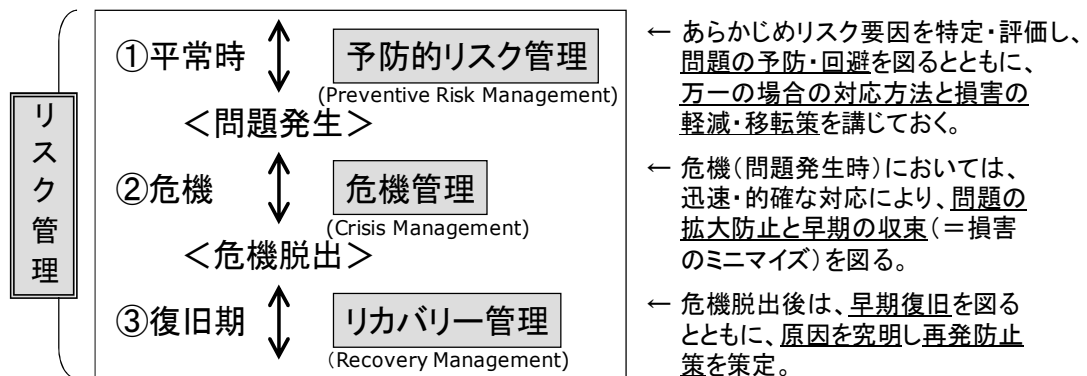 リスク管理
①平常時
予防的リスク管理
(Preventive Risk Management)
← あらかじめリスク要因を特定・評価し、
問題の予防・回避を図るとともに、
万一の場合の対応方法と損害の
軽減・移転策を講じておく。
＜問題発生＞
②危機
危機管理
(Crisis Management)
← 危機(問題発生時)においては、
迅速・的確な対応により、問題の
拡大防止と早期の収束(＝損害
のミニマイズ)を図る。
＜危機脱出＞
③復旧期
リカバリー管理
(Recovery Management)
← 危機脱出後は、早期復旧を図る
とともに、原因を究明し再発防止
策を策定。